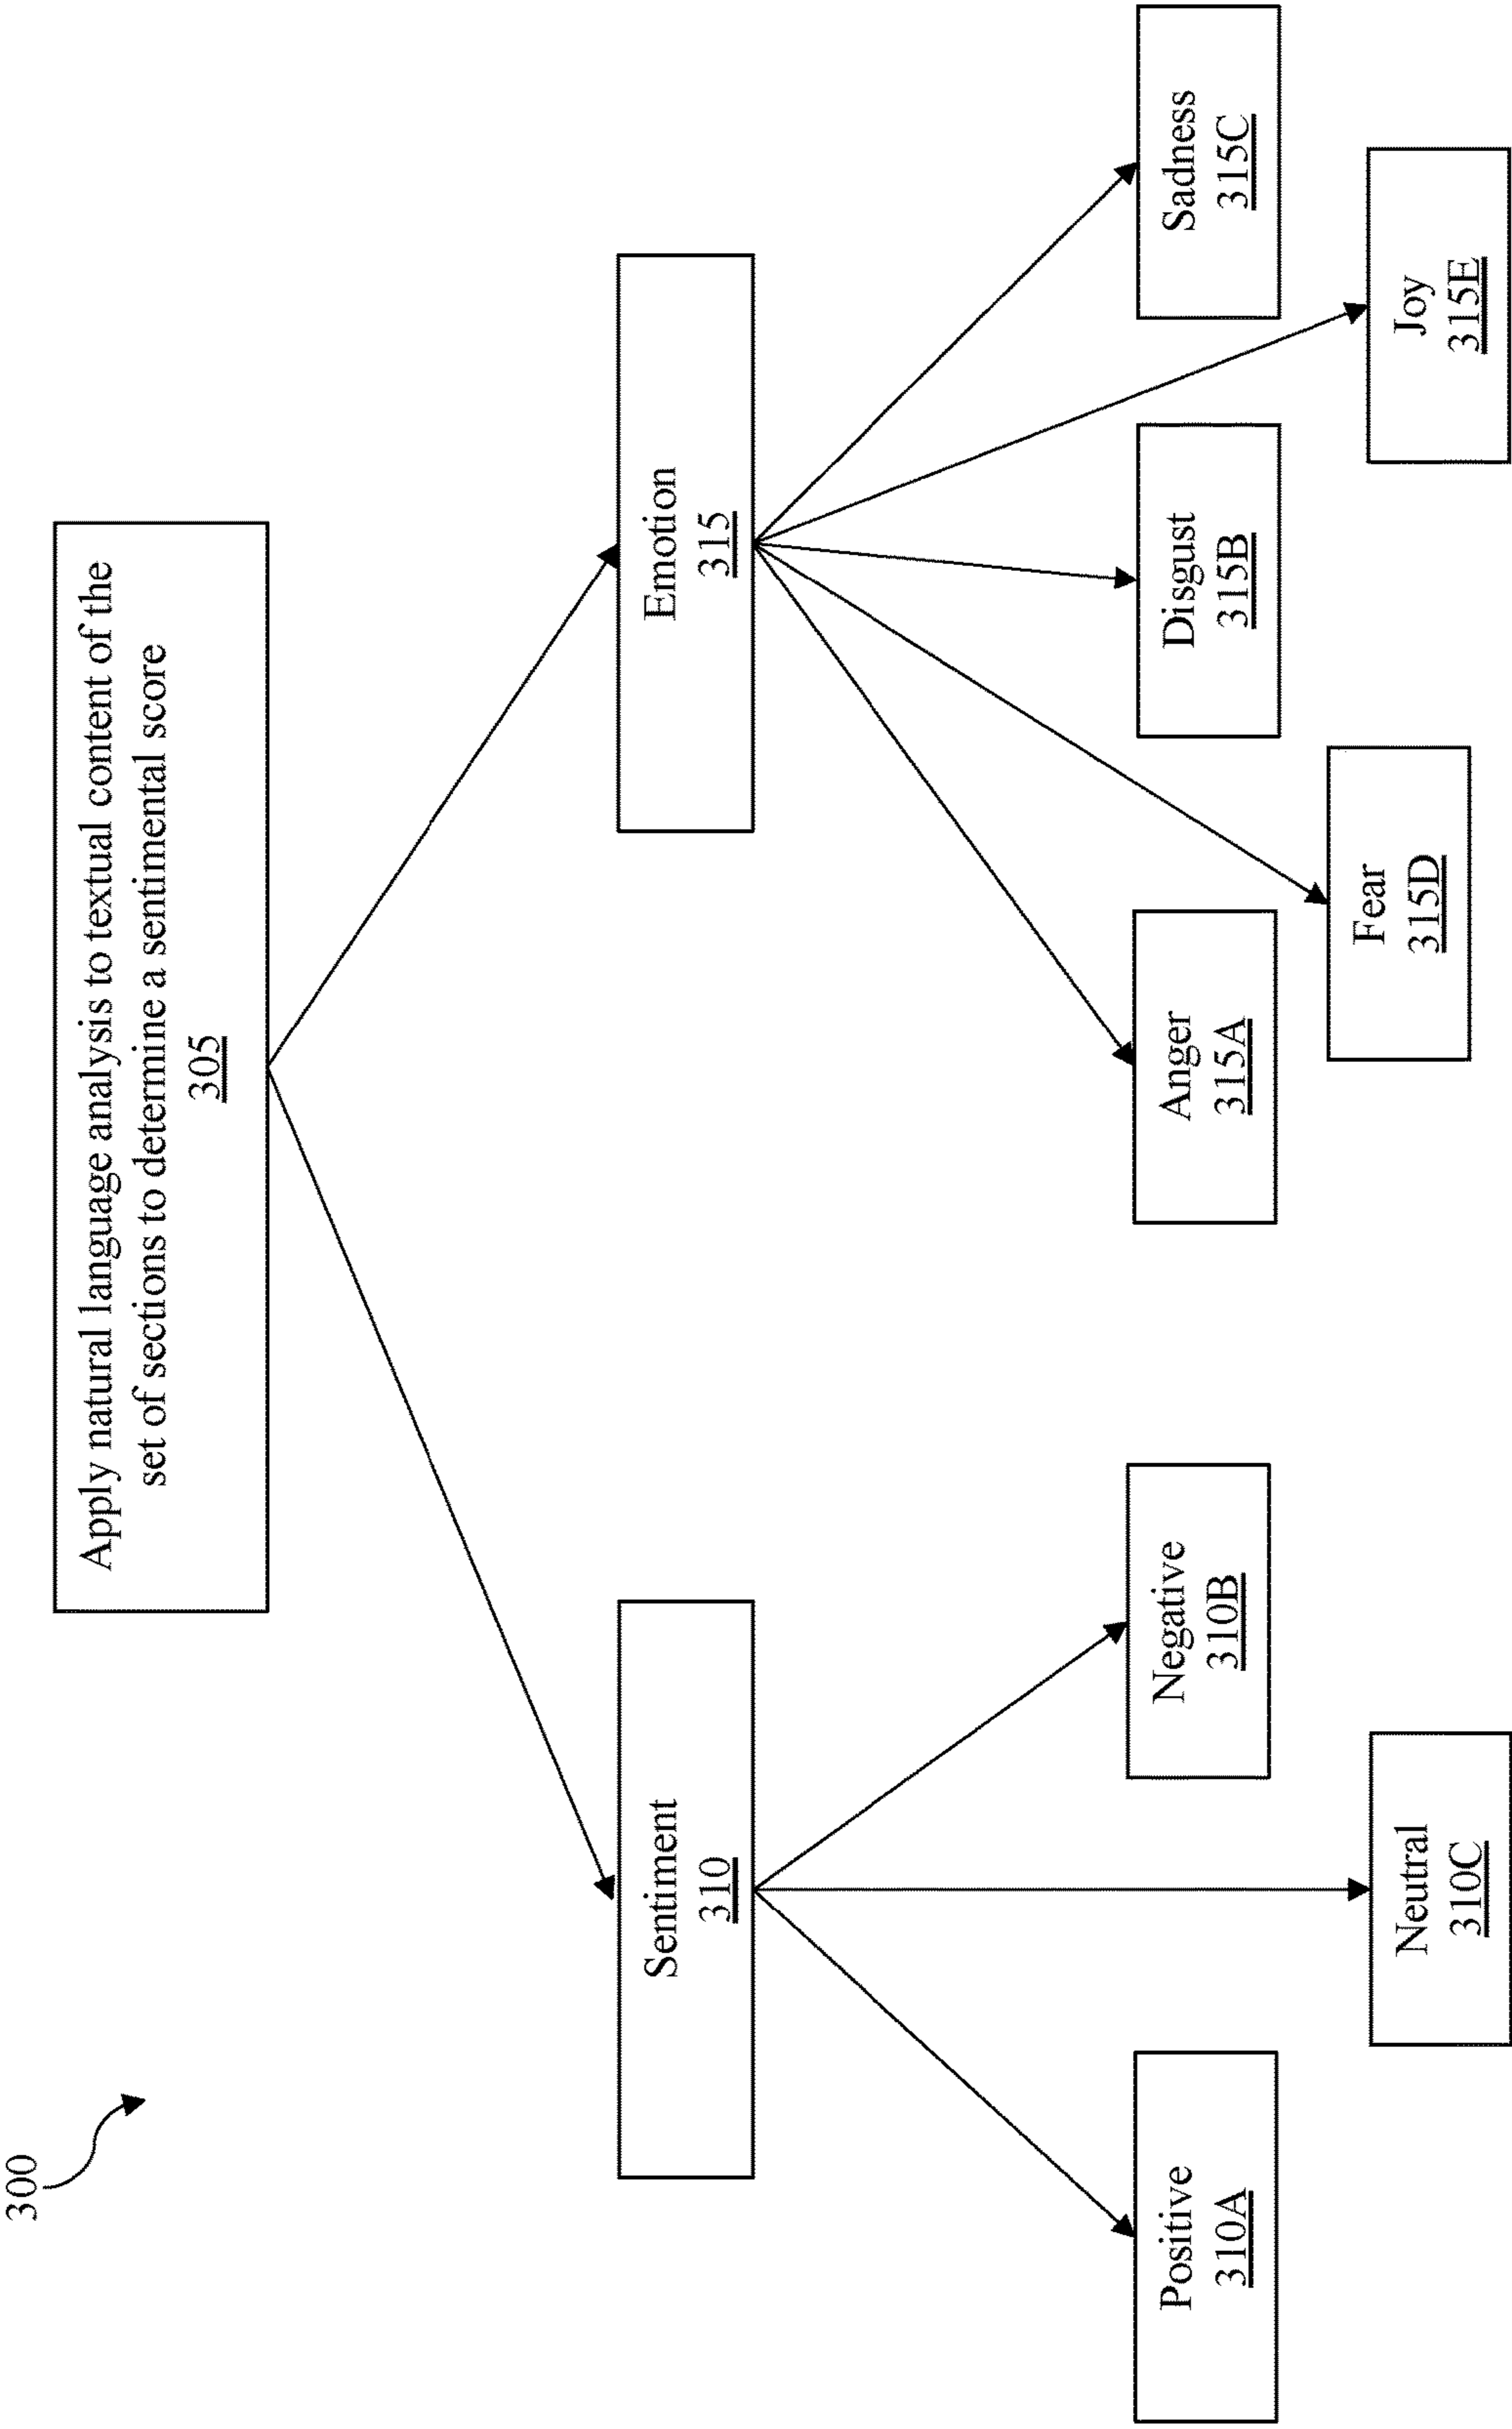 300
Apply natural language analysis to textual content of the
set of sections to determine a sentimental score
305
Sentiment
310
Emotion
315
Positive
310A
Negative
310B
Neutral
310C
Anger
315A
Disgust
315B
Sadness
315C
Fear
315D
Joy
315E